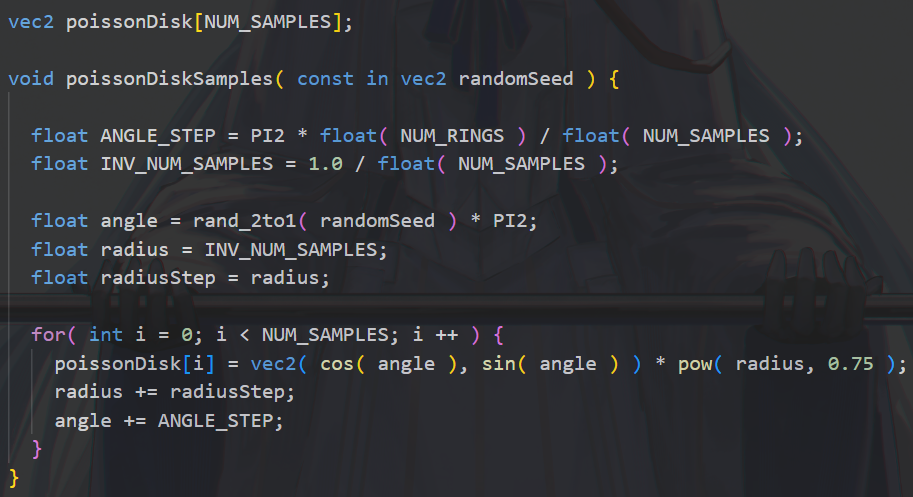 vec2 poissonDisk[NUM_SAMPLES];

void poissonDiskSamples( const in vec2 randomSeed ) {

  float ANGLE_STEP = PI2 * float( NUM_RINGS ) / float( NUM_SAMPLES );
  float INV_NUM_SAMPLES = 1.0 / float( NUM_SAMPLES );

  float angle = rand_2to1( randomSeed ) * PI2;
  float radius = INV_NUM_SAMPLES;
  float radiusStep = radius;

  for( int i = 0; i < NUM_SAMPLES; i ++ ) {
    poissonDisk[i] = vec2( cos( angle ), sin( angle ) ) * pow( radius, 0.75 );
    radius += radiusStep;
    angle += ANGLE_STEP;
  }
}